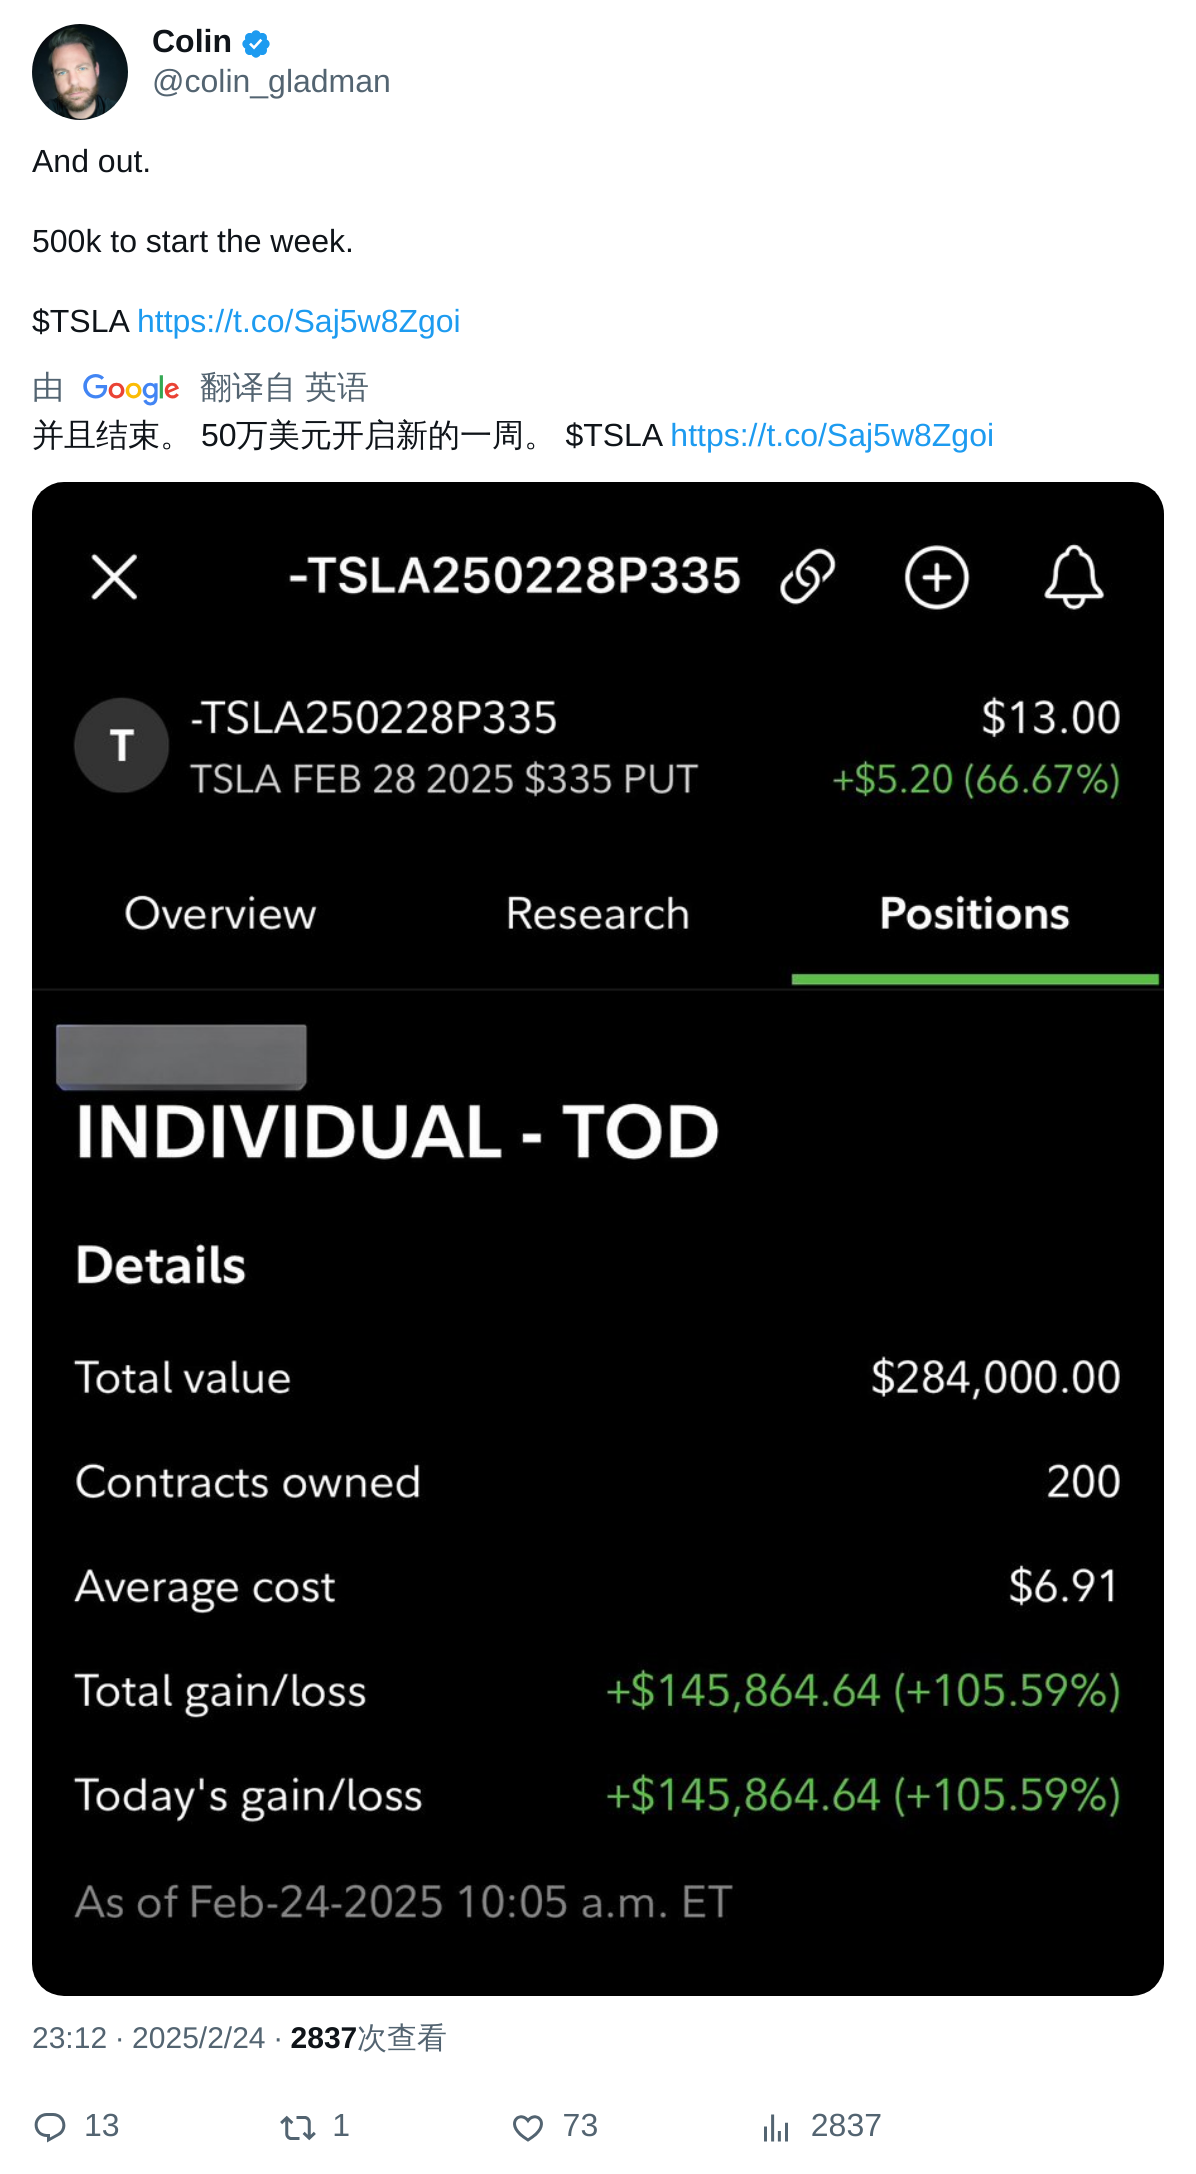 Colin
@colin_gladman
And out.
500k to start the week.
$TSLA https://t.co/Saj5w8Zgoi
由 Google 翻译自 英语
并且结束。 50万美元开启新的一周。 $TSLA https://t.co/Saj5w8Zgoi
-TSLA250228P335
T
-TSLA250228P335 $13.00
TSLA FEB 28 2025 $335 PUT +$5.20 (66.67%)
Overview Research Positions
INDIVIDUAL - TOD
Details
Total value $284,000.00
Contracts owned 200
Average cost $6.91
Total gain/loss +$145,864.64 (+105.59%)
Today's gain/loss +$145,864.64 (+105.59%)
As of Feb-24-2025 10:05 a.m. ET
23:12 · 2025/2/24 · 2837次查看
13 1 73 2837